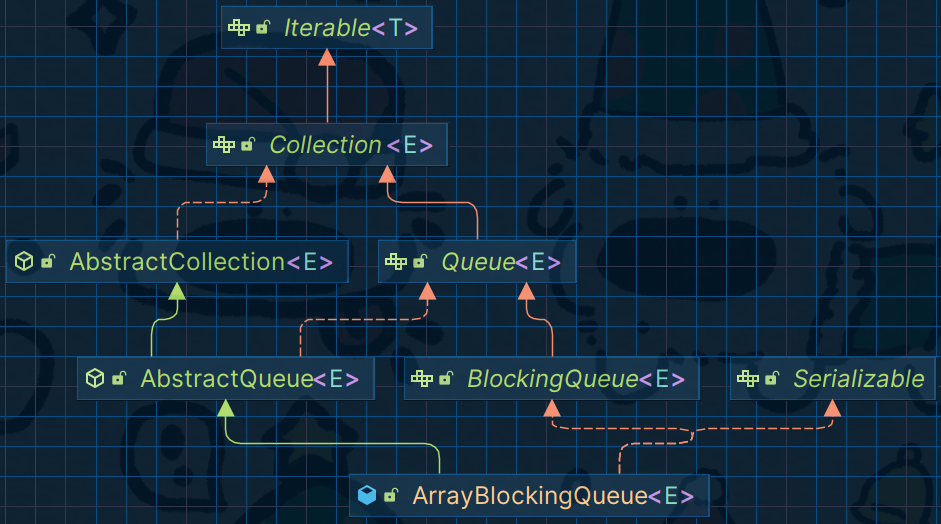 Iterable<T>
Collection<E>
AbstractCollection<E>
Queue<E>
AbstractQueue<E>
BlockingQueue<E>
Serializable
ArrayBlockingQueue<E>